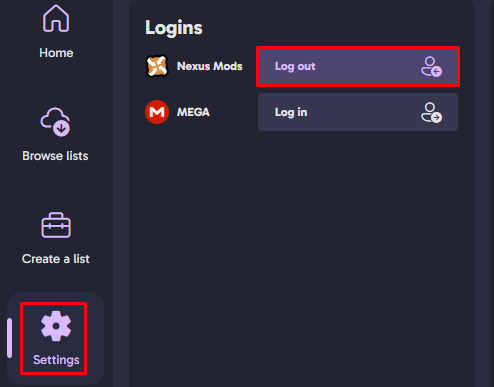 Home
Browse lists
Create a list
Settings
Logins
Nexus Mods
Log out
MEGA
Log in